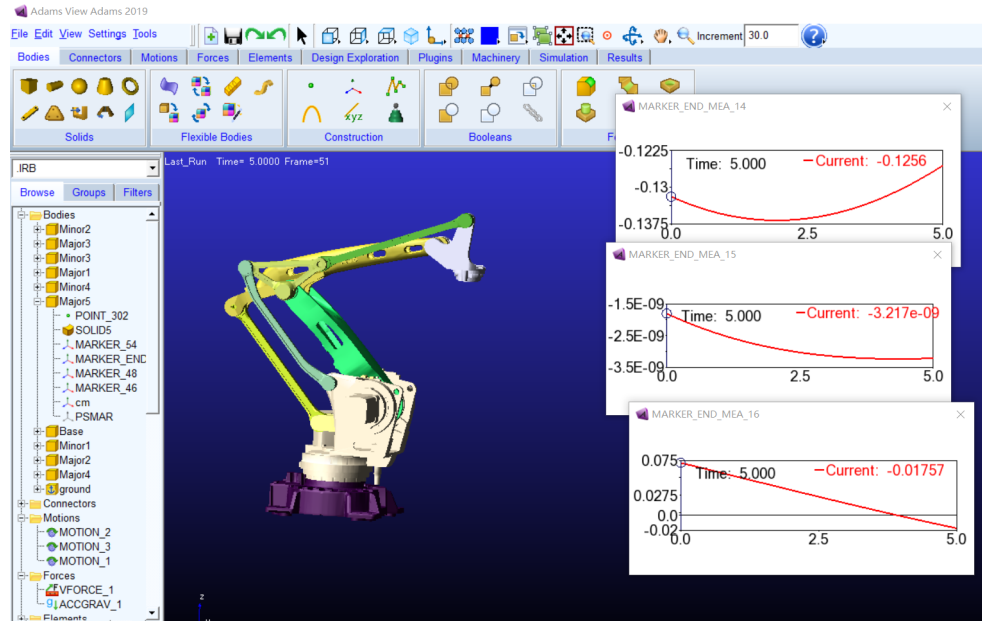 Adams View Adams 2019
File Edit View Settings Tools
Increment 30.0
Bodies Connectors Motions Forces Elements Design Exploration Plugins Machinery Simulation Results
xyz
Solids Flexible Bodies Construction Booleans
.IRB
Browse Groups Filters
Bodies
Minor2
Major3
Minor3
Major1
Minor4
Major5
POINT_302
SOLID5
MARKER_54
MARKER_END
MARKER_48
MARKER_46
cm
PSMAR
Base
Minor1
Major2
Major4
ground
Connectors
Motions
MOTION_2
MOTION_3
MOTION_1
Forces
VFORCE_1
ACCGRAV_1
Elements
Last_Run Time= 5.0000 Frame=51
z
MARKER_END_MEA_14
-0.1225
-0.13
-0.1375
Time: 5.000
Current: -0.1256
0.0 2.5 5.0
MARKER_END_MEA_15
-1.5E-09
-2.5E-09
-3.5E-09
Time: 5.000
Current: -3.217e-09
0.0 2.5 5.0
MARKER_END_MEA_16
0.075
0.0275
0.0
-0.02
Time: 5.000
Current: -0.01757
0.0 2.5 5.0